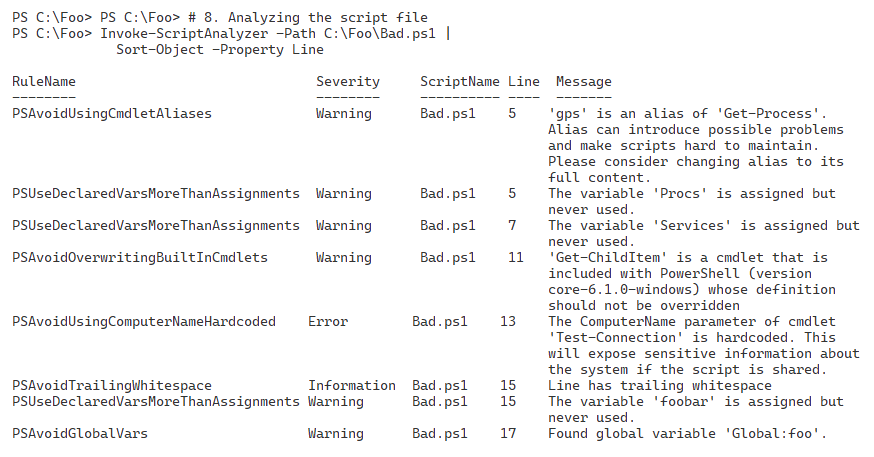 PS C:\Foo> PS C:\Foo> # 8. Analyzing the script file
PS C:\Foo> Invoke-ScriptAnalyzer -Path C:\Foo\Bad.ps1 |
             Sort-Object -Property Line

RuleName                              Severity     ScriptName Line  Message
--------                              --------     ---------- ----  -------
PSAvoidUsingCmdletAliases             Warning      Bad.ps1    5    'gps' is an alias of 'Get-Process'.
                                                                   Alias can introduce possible problems
                                                                   and make scripts hard to maintain.
                                                                   Please consider changing alias to its
                                                                   full content.
PSUseDeclaredVarsMoreThanAssignments  Warning      Bad.ps1    5    The variable 'Procs' is assigned but
                                                                   never used.
PSUseDeclaredVarsMoreThanAssignments  Warning      Bad.ps1    7    The variable 'Services' is assigned but
                                                                   never used.
PSAvoidOverwritingBuiltInCmdlets      Warning      Bad.ps1    11   'Get-ChildItem' is a cmdlet that is
                                                                   included with PowerShell (version
                                                                   core-6.1.0-windows) whose definition
                                                                   should not be overridden
PSAvoidUsingComputerNameHardcoded    Error        Bad.ps1    13    The ComputerName parameter of cmdlet
                                                                   'Test-Connection' is hardcoded. This
                                                                   will expose sensitive information about
                                                                   the system if the script is shared.
PSAvoidTrailingWhitespace            Information  Bad.ps1    15    Line has trailing whitespace
PSUseDeclaredVarsMoreThanAssignments Warning      Bad.ps1    15    The variable 'foobar' is assigned but
                                                                   never used.
PSAvoidGlobalVars                    Warning      Bad.ps1    17    Found global variable 'Global:foo'.